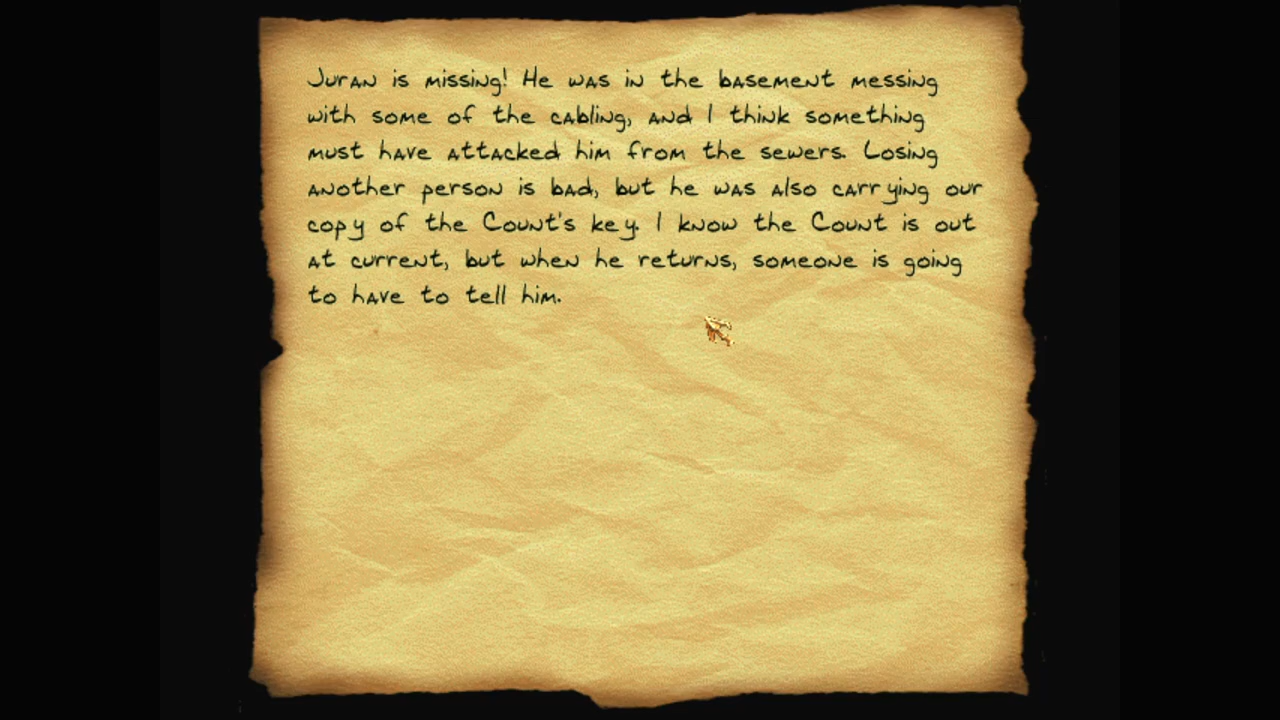 Juran is missing! He was in the basement messing
with some of the cabling, and I think something
must have attacked him from the sewers. Losing
another person is bad, but he was also carrying our
copy of the Count's key. I know the Count is out
at current, but when he returns, someone is going
to have to tell him.